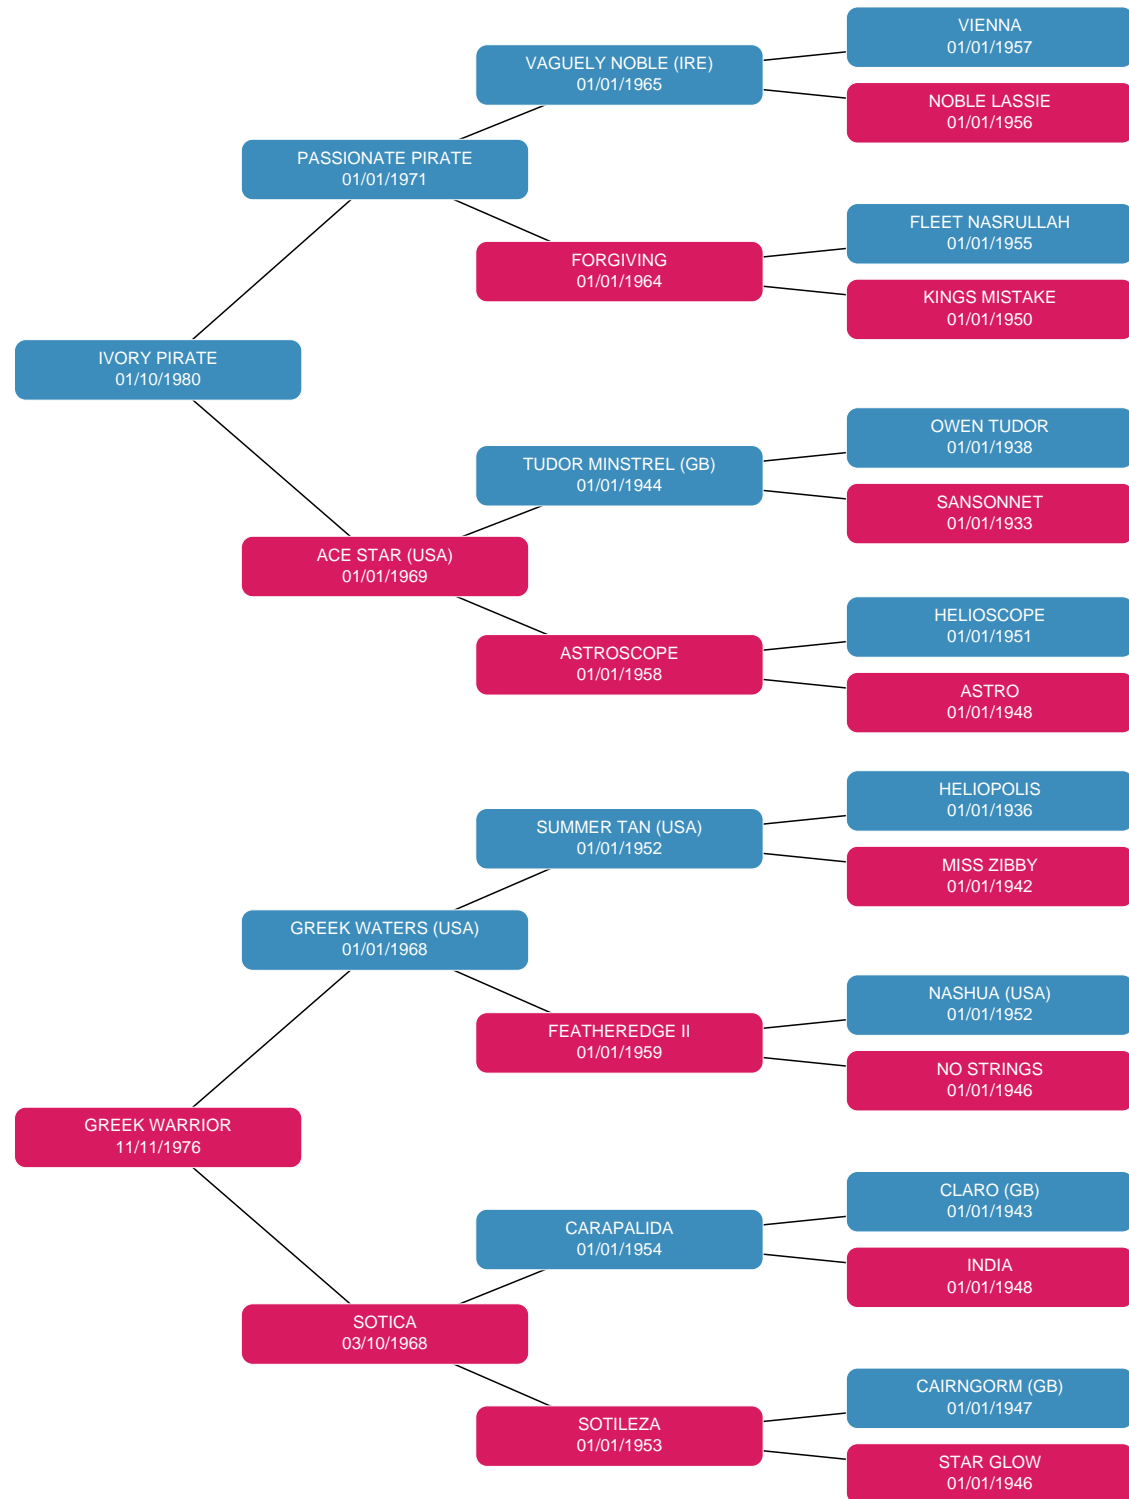 VIENNA
01/01/1957
VAGUELY NOBLE (IRE)
01/01/1965
NOBLE LASSIE
01/01/1956
PASSIONATE PIRATE
01/01/1971
FLEET NASRULLAH
01/01/1955
FORGIVING
01/01/1964
KINGS MISTAKE
01/01/1950
IVORY PIRATE
01/10/1980
OWEN TUDOR
01/01/1938
TUDOR MINSTREL (GB)
01/01/1944
SANSONNET
01/01/1933
ACE STAR (USA)
01/01/1969
HELIOSCOPE
01/01/1951
ASTROSCOPE
01/01/1958
ASTRO
01/01/1948
HELIOPOLIS
01/01/1936
SUMMER TAN (USA)
01/01/1952
MISS ZIBBY
01/01/1942
GREEK WATERS (USA)
01/01/1968
NASHUA (USA)
01/01/1952
FEATHEREDGE II
01/01/1959
NO STRINGS
01/01/1946
GREEK WARRIOR
11/11/1976
CLARO (GB)
01/01/1943
CARAPALIDA
01/01/1954
INDIA
01/01/1948
SOTICA
03/10/1968
CAIRNGORM (GB)
01/01/1947
SOTILEZA
01/01/1953
STAR GLOW
01/01/1946